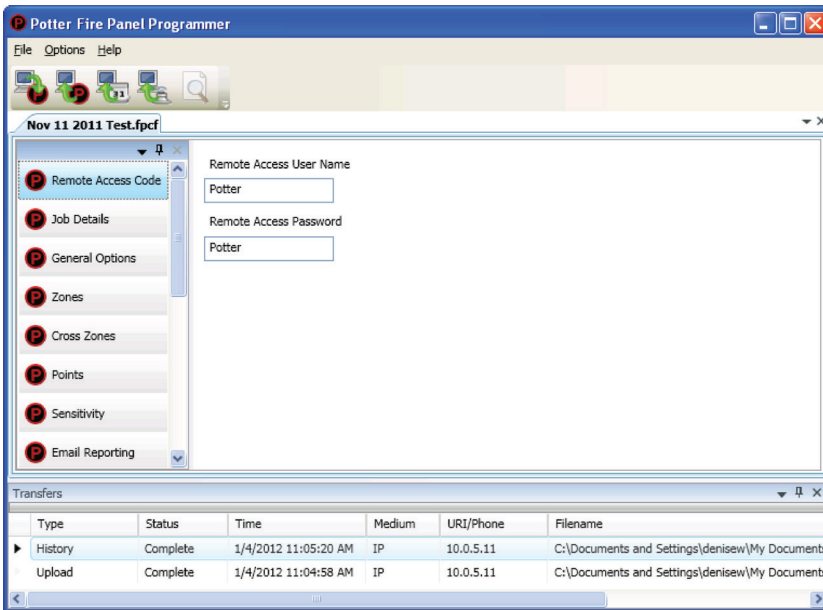 Potter Fire Panel Programmer
File Options Help
31
Nov 11 2011 Test.fpcf
Remote Access Code
Job Details
General Options
Zones
Cross Zones
Points
Sensitivity
Email Reporting
Remote Access User Name
Potter
Remote Access Password
Potter
Transfers
Type Status Time Medium URI/Phone Filename
History Complete 1/4/2012 11:05:20 AM IP 10.0.5.11 C:\Documents and Settings\denisew\My Document
Upload Complete 1/4/2012 11:04:58 AM IP 10.0.5.11 C:\Documents and Settings\denisew\My Document